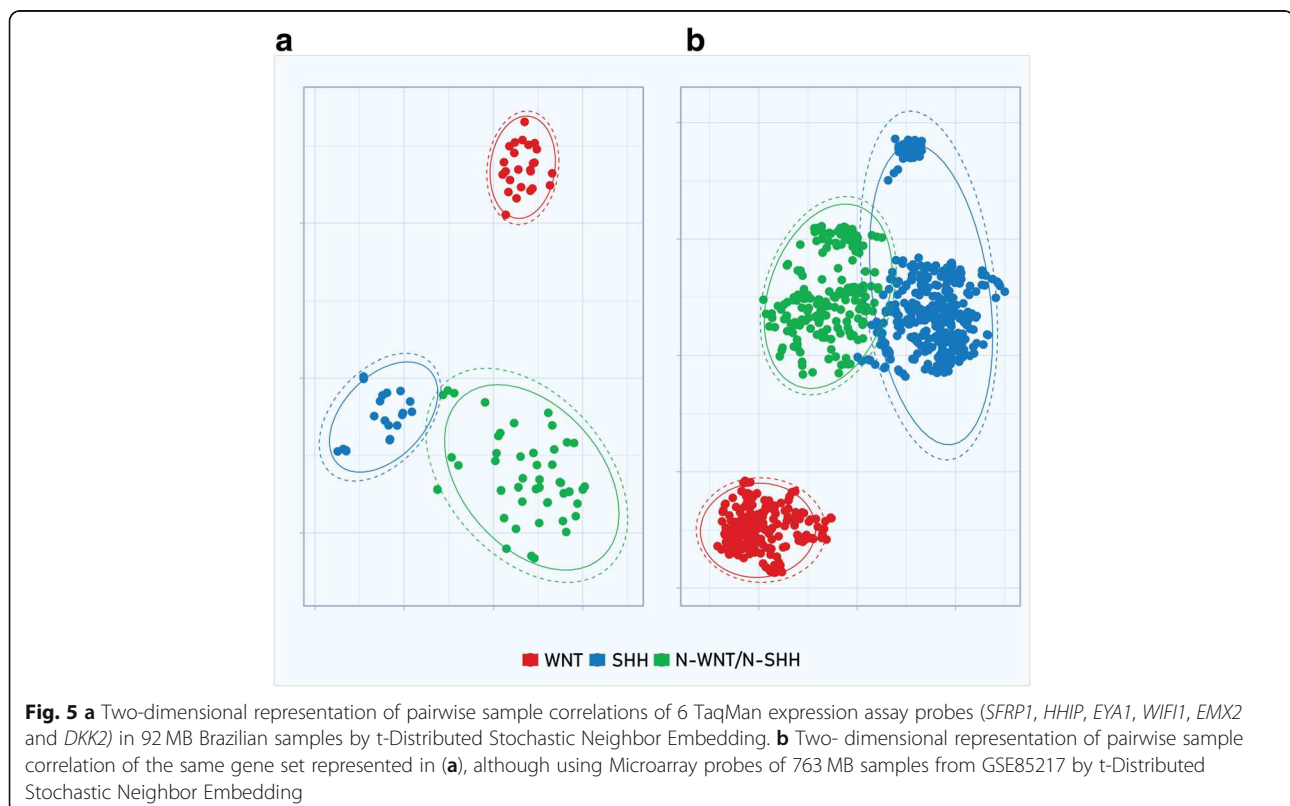 a
b
WNT SHH N-WNT/N-SHH
Fig. 5 a Two-dimensional representation of pairwise sample correlations of 6 TaqMan expression assay probes (SFRP1, HHIP, EYA1, WIFI1, EMX2
and DKK2) in 92 MB Brazilian samples by t-Distributed Stochastic Neighbor Embedding. b Two- dimensional representation of pairwise sample
correlation of the same gene set represented in (a), although using Microarray probes of 763 MB samples from GSE85217 by t-Distributed
Stochastic Neighbor Embedding